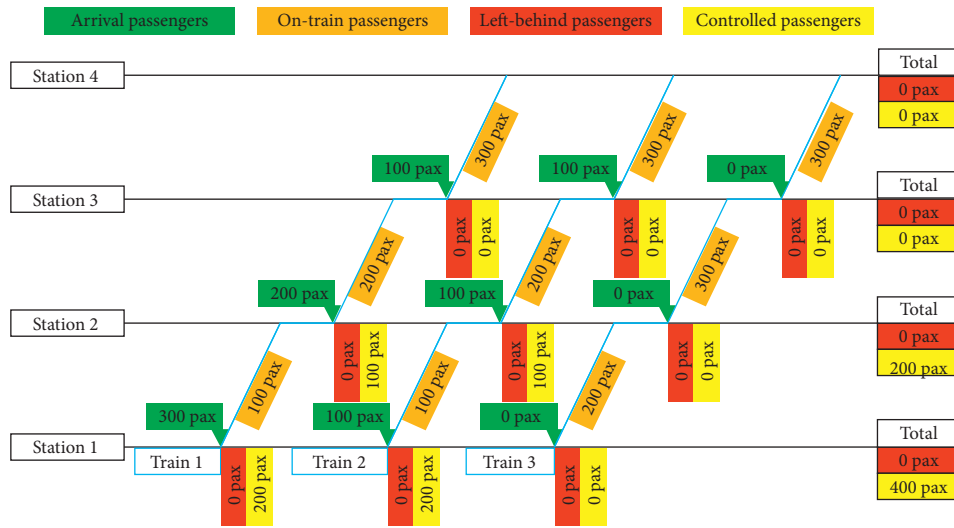 Arrival passengers
On-train passengers
Left-behind passengers
Controlled passengers
Station 4
Total
0 pax
0 pax
300 pax
300 pax
300 pax
100 pax
100 pax
0 pax
Station 3
Total
0 pax
0 pax
0 pax
0 pax
0 pax
0 pax
0 pax
0 pax
200 pax
200 pax
300 pax
200 pax
100 pax
0 pax
Station 2
Total
0 pax
200 pax
0 pax
100 pax
0 pax
100 pax
0 pax
0 pax
100 pax
100 pax
200 pax
300 pax
100 pax
0 pax
Station 1
Total
0 pax
400 pax
Train 1
Train 2
Train 3
0 pax
200 pax
0 pax
200 pax
0 pax
0 pax